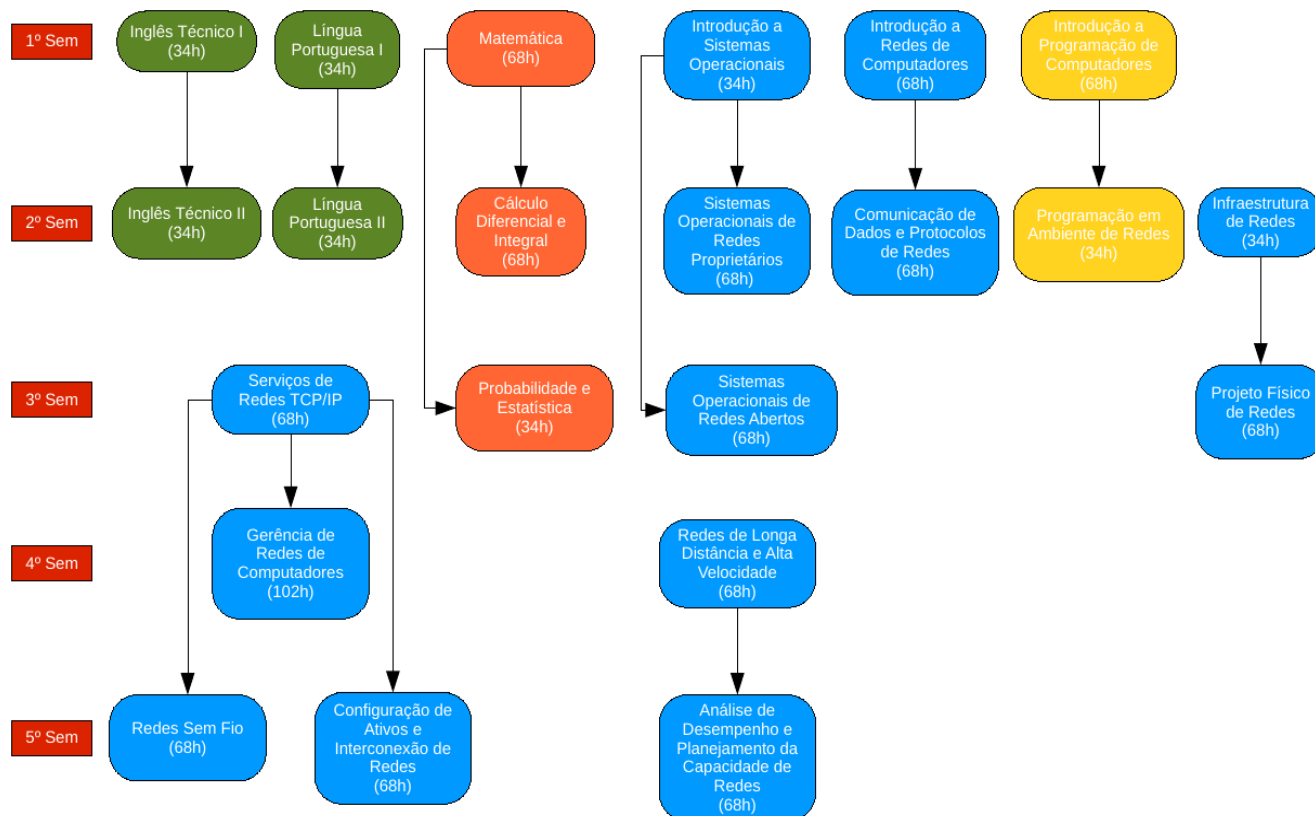 1º Sem
Inglês Técnico I
(34h)
Língua
Portuguesa I
(34h)
Matemática
(68h)
Introdução a
Sistemas
Operacionais
(34h)
Introdução a
Redes de
Computadores
(68h)
Introdução a
Programação de
Computadores
(68h)
2º Sem
Inglês Técnico II
(34h)
Língua
Portuguesa II
(34h)
Cálculo
Diferencial e
Integral
(68h)
Sistemas
Operacionais de
Redes
Proprietários
(68h)
Comunicação de
Dados e Protocolos
de Redes
(68h)
Programação em
Ambiente de Redes
(34h)
Infraestrutura
de Redes
(34h)
3º Sem
Serviços de
Redes TCP/IP
(68h)
Probabilidade e
Estatística
(34h)
Sistemas
Operacionais de
Redes Abertos
(68h)
Projeto Físico
de Redes
(68h)
4º Sem
Gerência de
Redes de
Computadores
(102h)
Redes de Longa
Distância e Alta
Velocidade
(68h)
5º Sem
Redes Sem Fio
(68h)
Configuração de
Ativos e
Interconexão de
Redes
(68h)
Análise de
Desempenho e
Planejamento da
Capacidade de
Redes
(68h)